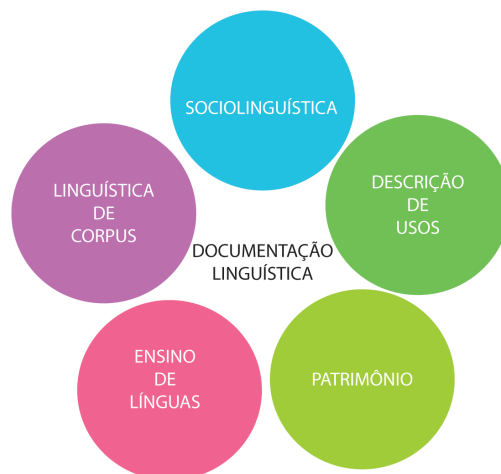 SOCIOLINGUÍSTICA
LINGUÍSTICA
DE
CORPUS
DESCRIÇÃO
DE
USOS
DOCUMENTAÇÃO
LINGUÍSTICA
ENSINO
DE
LÍNGUAS
PATRIMÔNIO